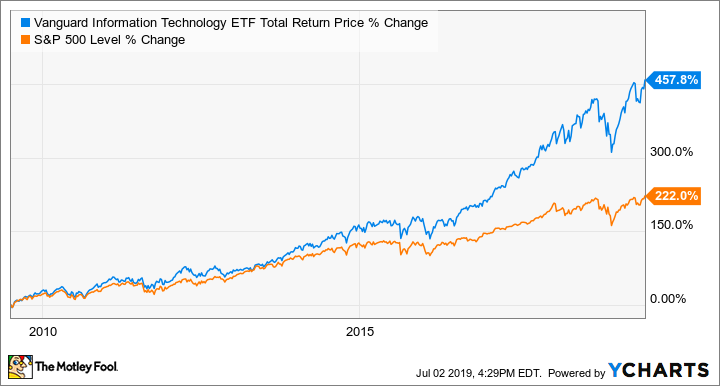 Vanguard Information Technology ETF Total Return Price % Change
S&P 500 Level % Change
457.8%
300.0%
222.0%
150.0%
0.00%
2010 2015
The Motley Fool.
Jul 02 2019, 4:29PM EDT. Powered by YCHARTS